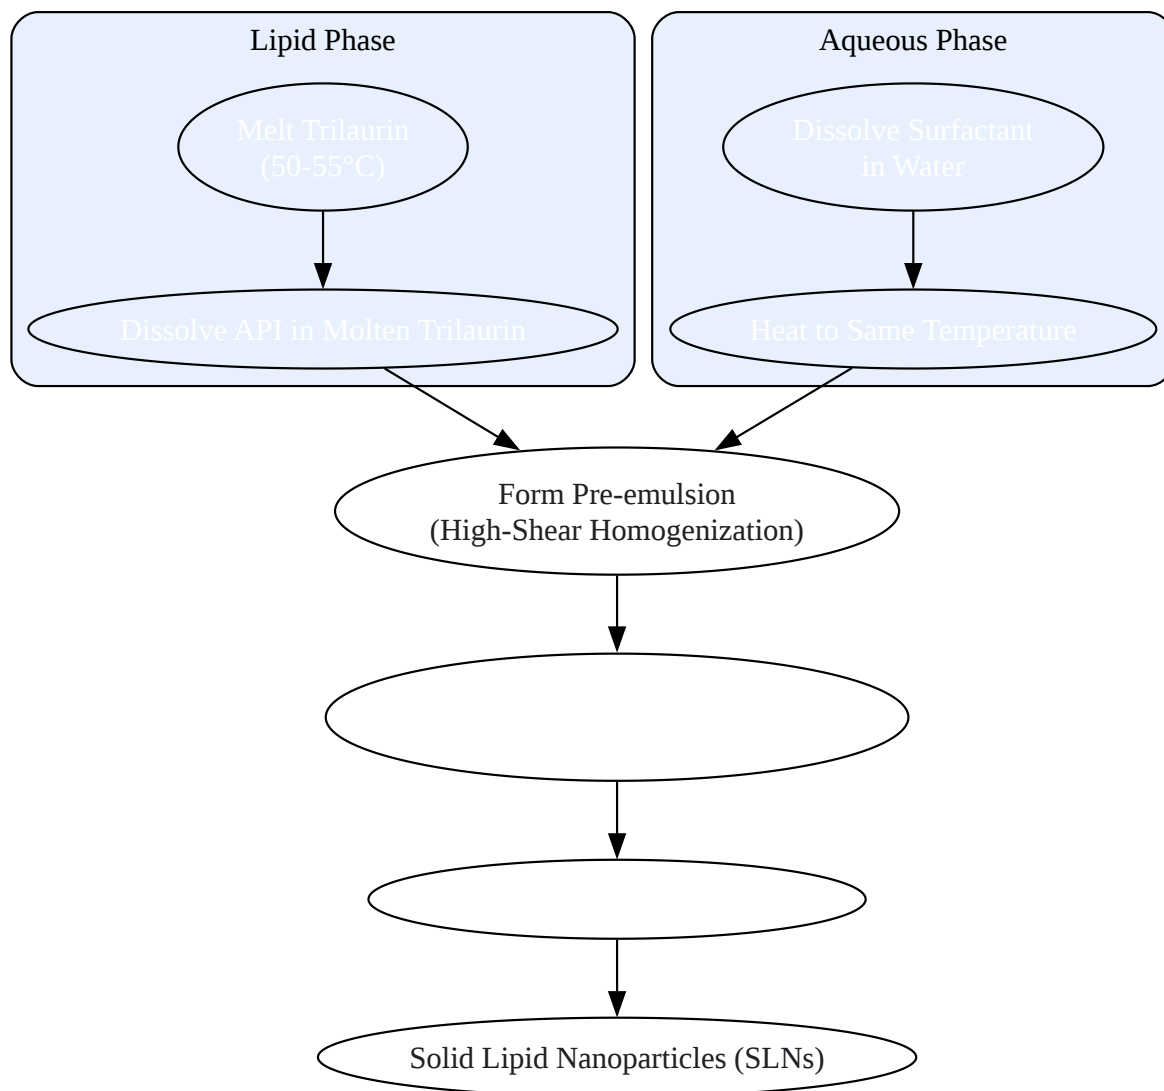 Lipid Phase
Aqueous Phase
Melt Trilaurin
(50-55°C)
Dissolve Surfactant
in Water
Dissolve API in Molten Trilaurin
Heat to Same Temperature
Form Pre-emulsion
(High-Shear Homogenization)
Solid Lipid Nanoparticles (SLNs)